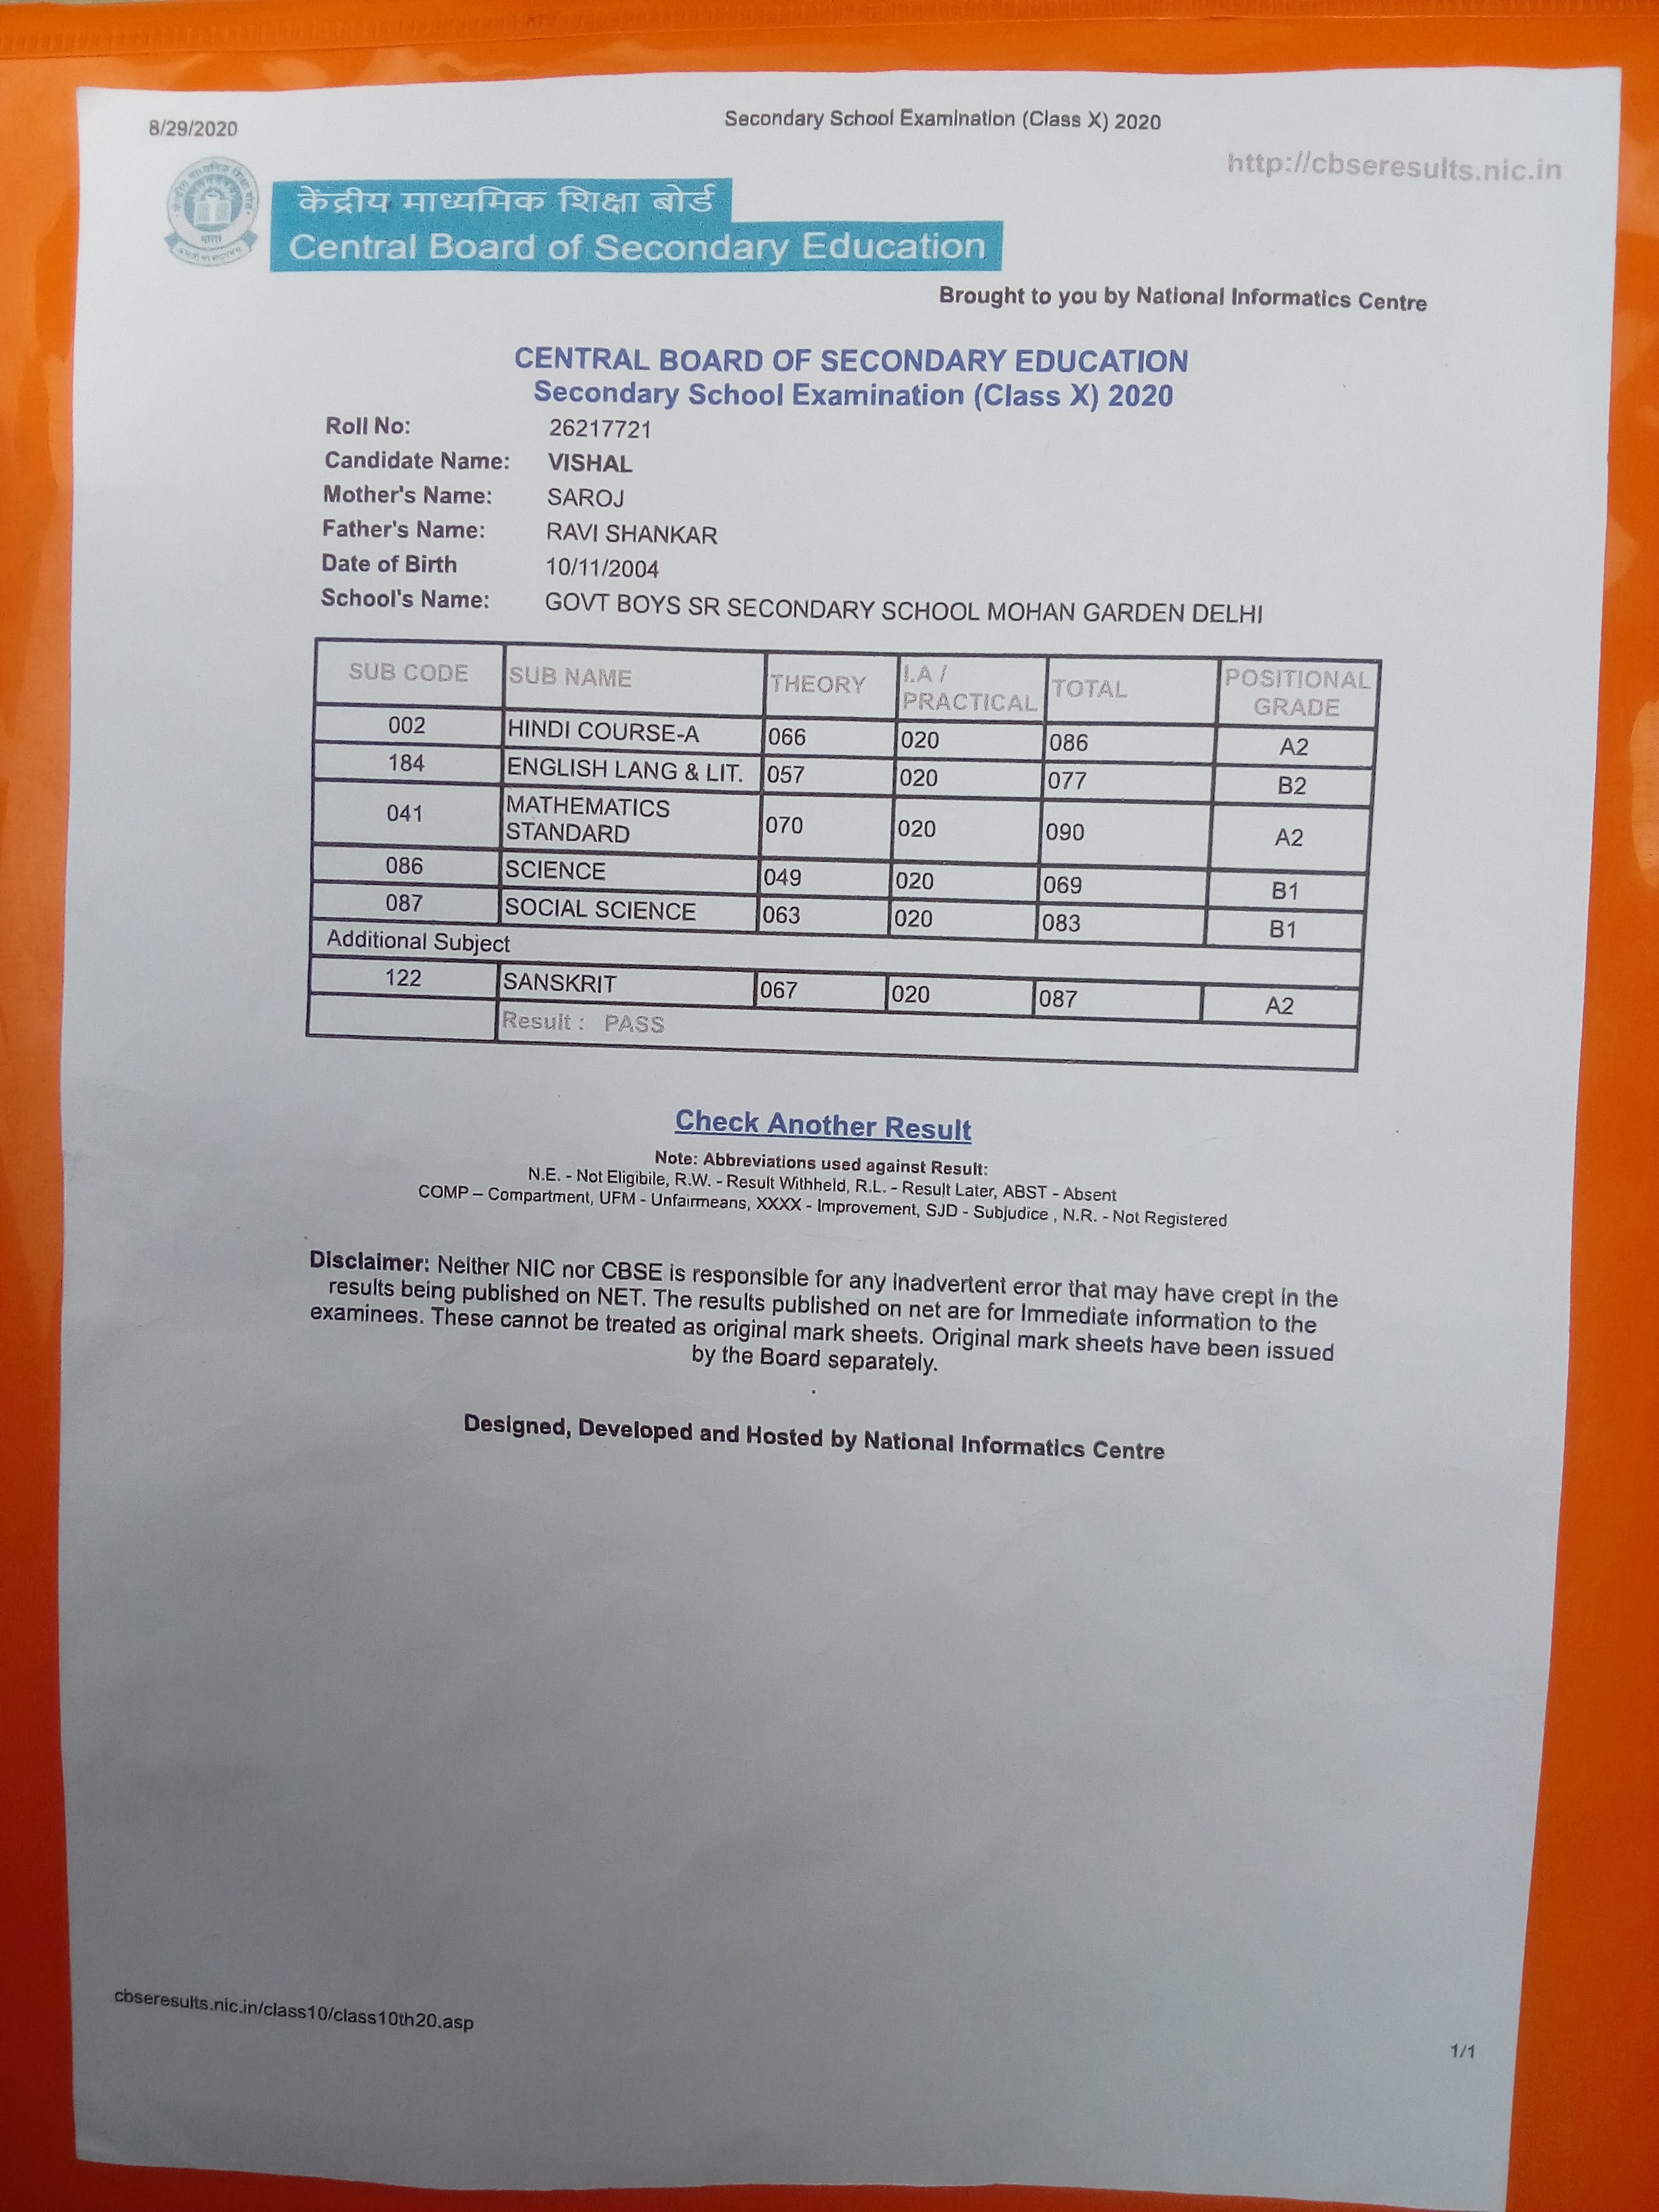 8/29/2020
Secondary School Examination (Class X) 2020
http://cbseresults.nic.in
केंद्रीय माध्यमिक शिक्षा बोर्ड
Central Board of Secondary Education
भारत
Brought to you by National Informatics Centre
CENTRAL BOARD OF SECONDARY EDUCATION
Secondary School Examination (Class X) 2020
Roll No: 26217721
Candidate Name: VISHAL
Mother's Name: SAROJ
Father's Name: RAVI SHANKAR
Date of Birth 10/11/2004
School's Name: GOVT BOYS SR SECONDARY SCHOOL MOHAN GARDEN DELHI
SUB CODE SUB NAME THEORY I.A / PRACTICAL TOTAL POSITIONAL GRADE
002 HINDI COURSE-A 066 020 086 A2
184 ENGLISH LANG & LIT. 057 020 077 B2
041 MATHEMATICS STANDARD 070 020 090 A2
086 SCIENCE 049 020 069 B1
087 SOCIAL SCIENCE 063 020 083 B1
Additional Subject
122 SANSKRIT 067 020 087 A2
Result : PASS
Check Another Result
Note: Abbreviations used against Result:
N.E. - Not Eligibile, R.W. - Result Withheld, R.L. - Result Later, ABST - Absent
COMP – Compartment, UFM - Unfairmeans, XXXX - Improvement, SJD - Subjudice , N.R. - Not Registered
Disclaimer: Neither NIC nor CBSE is responsible for any inadvertent error that may have crept in the
results being published on NET. The results published on net are for Immediate information to the
examinees. These cannot be treated as original mark sheets. Original mark sheets have been issued
by the Board separately.
Designed, Developed and Hosted by National Informatics Centre
cbseresults.nic.in/class10/class10th20.asp
1/1